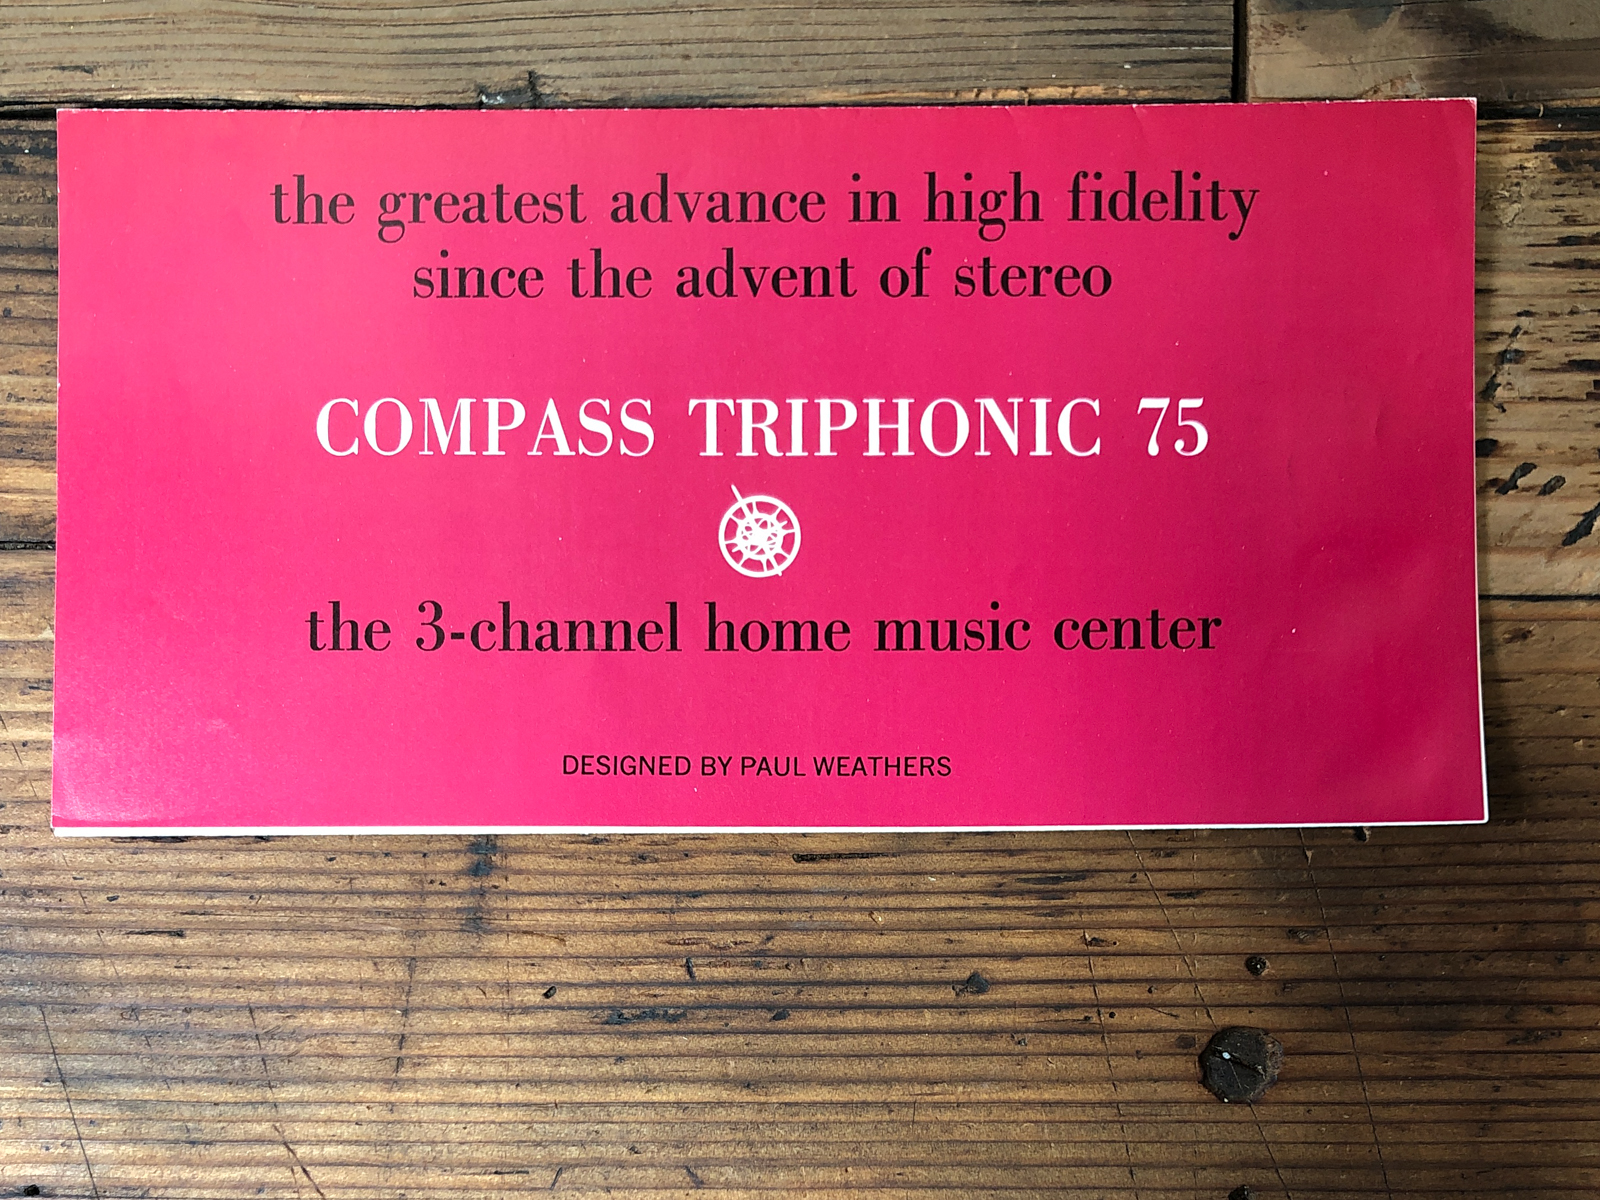 the greatest advance in high fidelity
since the advent of stereo
COMPASS TRIPHONIC 75
the 3-channel home music center
DESIGNED BY PAUL WEATHERS